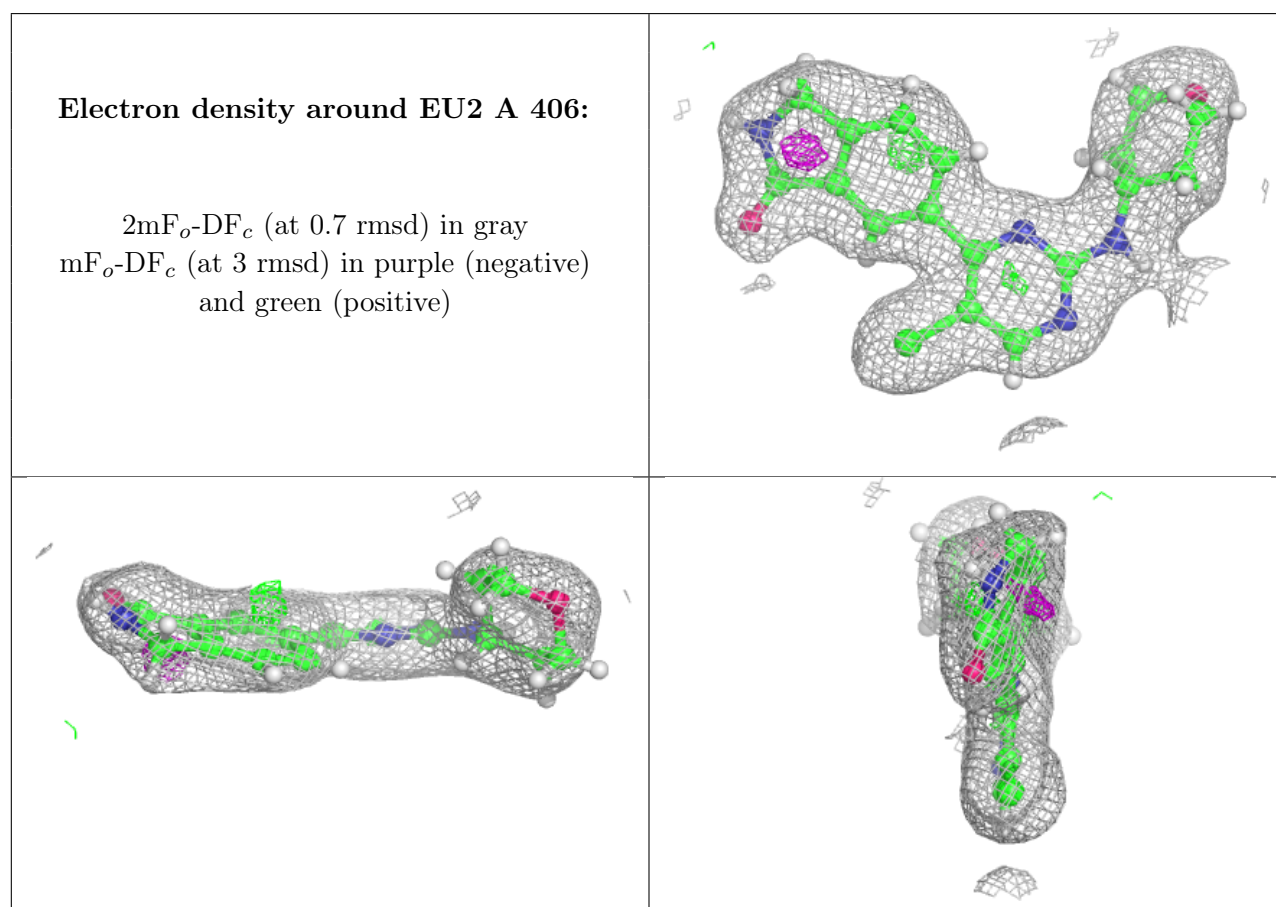 Electron density around EU2 A 406:
2mFo-DFc (at 0.7 rmsd) in gray
mFo-DFc (at 3 rmsd) in purple (negative)
and green (positive)